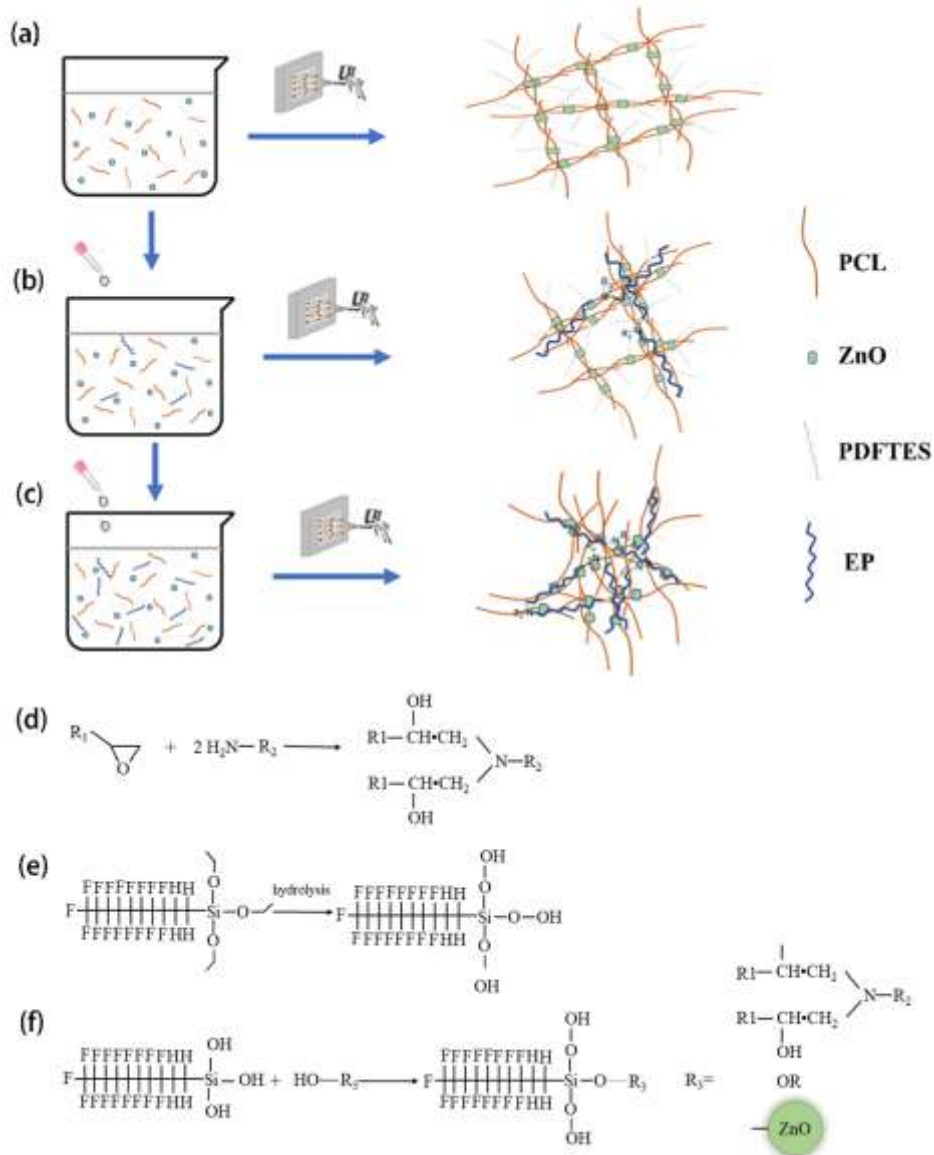 (a)
(b)
(c)
PCL
ZnO
PDFTES
EP
(d)
R₁
O
+ 2 H₂N—R₂
OH
R1—CH•CH₂
N—R₂
R1—CH•CH₂
OH
(e)
FFFFFFFFHH
F
Si
O
O
O
FFFFFFFFHH
hydrolysis
FFFFFFFFHH
F
Si—O—OH
OH
O
O
OH
FFFFFFFFHH
(f)
FFFFFFFFHH
F
OH
Si—OH
OH
FFFFFFFFHH
+ HO—
FFFFFFFFHH
F
OH
O
Si—O—R₃
O
OH
FFFFFFFFHH
=
R1—CH•CH₂
N—R₂
R1—CH•CH₂
OH
OR
ZnO